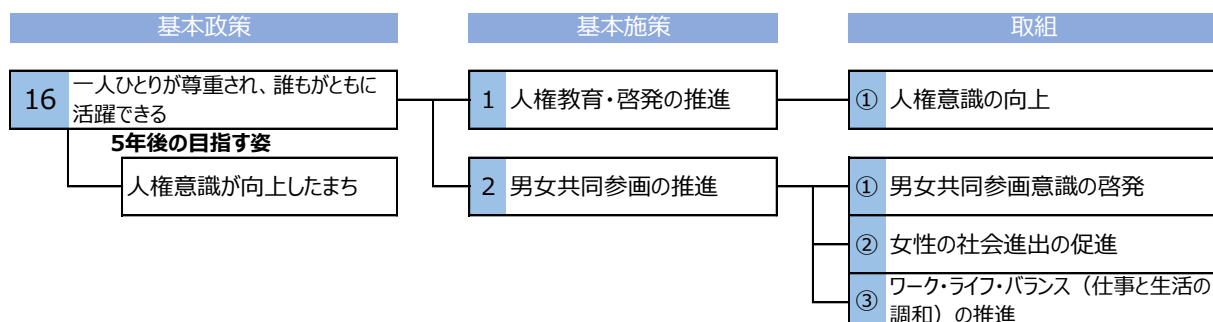 基本政策
基本施策
取組
16
一人ひとりが尊重され、誰もがともに
活躍できる
1 人権教育・啓発の推進
① 人権意識の向上
5年後の目指す姿
人権意識が向上したまち
2 男女共同参画の推進
① 男女共同参画意識の啓発
② 女性の社会進出の促進
③
ワーク・ライフ・バランス（仕事と生活の
調和）の推進